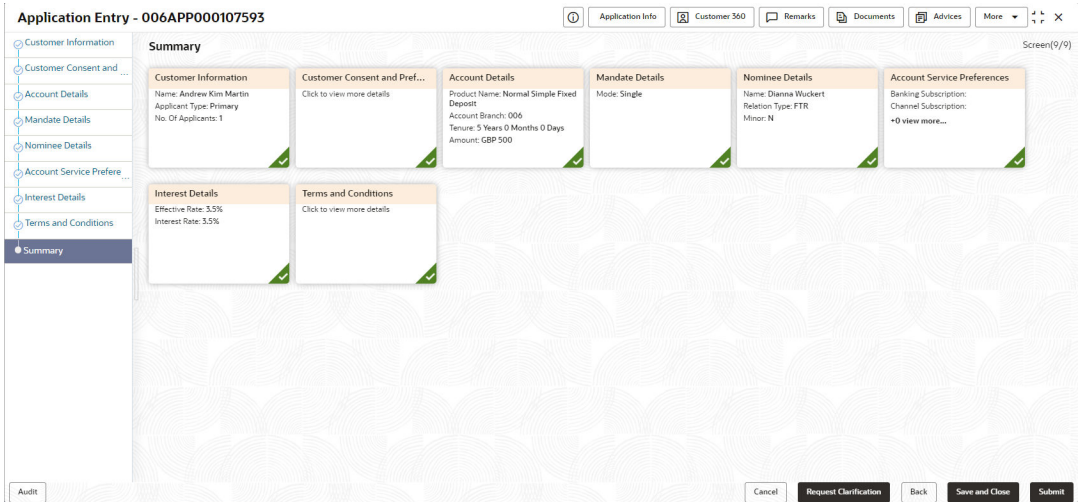 Application Entry - 006APP000107593
Application Info
Customer 360
Remarks
Documents
Advices
More
Customer Information
Customer Consent and ...
Account Details
Mandate Details
Nominee Details
Account Service Prefere ...
Interest Details
Terms and Conditions
Summary
Summary
Screen(9/9)
Customer Information
Name: Andrew Kim Martin
Applicant Type: Primary
No. Of Applicants: 1
Customer Consent and Pref...
Click to view more details
Account Details
Product Name: Normal Simple Fixed
Deposit
Account Branch: 006
Tenure: 5 Years 0 Months 0 Days
Amount: GBP 500
Mandate Details
Mode: Single
Nominee Details
Name: Dianna Wuckert
Relation Type: FTR
Minor: N
Account Service Preferences
Banking Subscription:
Channel Subscription:
+0 view more...
Interest Details
Effective Rate: 3.5%
Interest Rate: 3.5%
Terms and Conditions
Click to view more details
Audit
Cancel
Request Clarification
Back
Save and Close
Submit